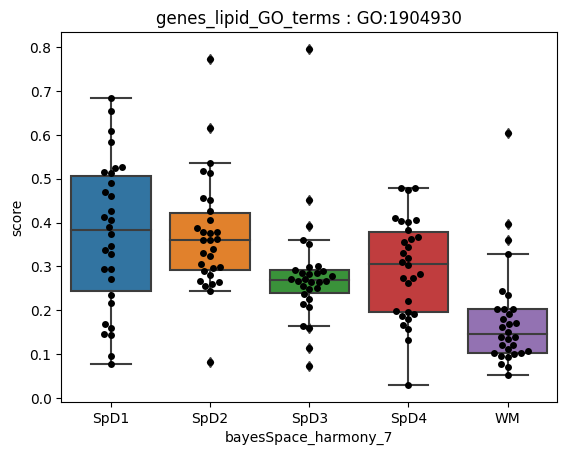 genes_lipid_GO_terms : GO:1904930
score
0.8
0.7
0.6
0.5
0.4
0.3
0.2
0.1
0.0
SpD1 SpD2 SpD3 SpD4 WM
bayesSpace_harmony_7